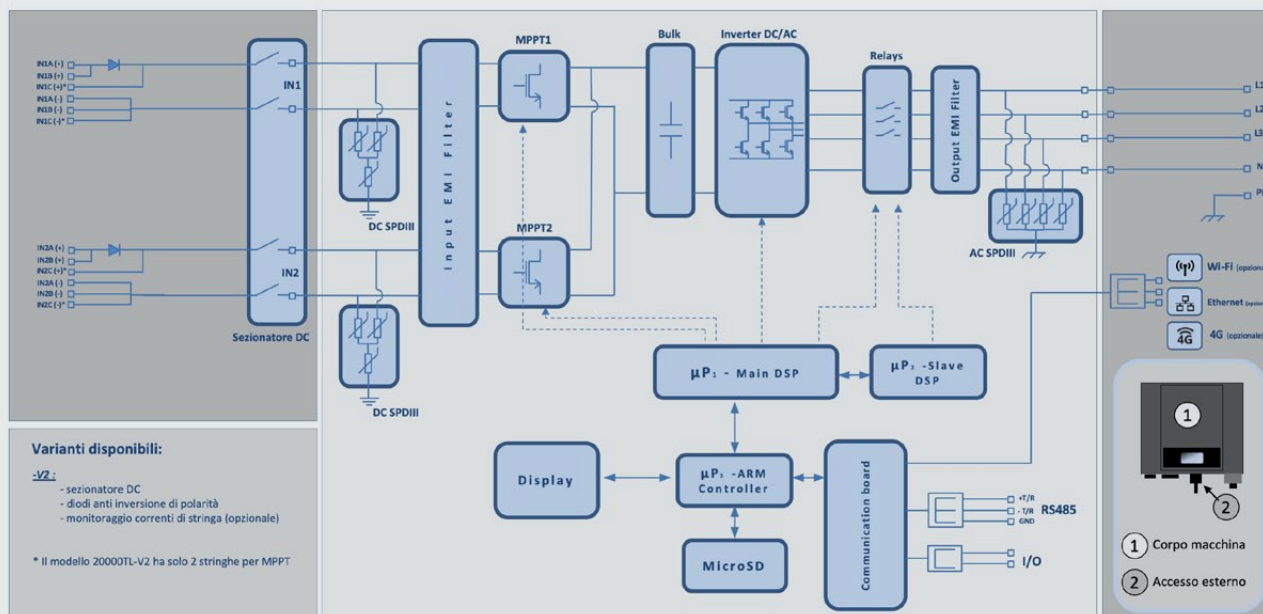 IN1A (+)
IN1B (+)
IN1C (+)*
IN1A (-)
IN1B (-)
IN1C (-)*
IN1
IN2A (+)
IN2B (+)
IN2C (+)*
IN2A (-)
IN2B (-)
IN2C (-)*
IN2
Sezionatore DC
DC SPDIII
DC SPDIII
Input EMI Filter
MPPT1
MPPT2
Bulk
Inverter DC/AC
Relays
Output EMI Filter
AC SPDIII
L1
L2
L3
N
Wi-Fi (opzionale
Ethernet
4G
4G (opzionale)
µP1 - Main DSP
µP2 -Slave
DSP
Display
-ARM
Controller
MicroSD
Communication board
+T/R
- T/R
GND
RS485
I/O
Varianti disponibili:
-V2 :
- sezionatore DC
- diodi anti inversione di polarità
- monitoraggio correnti di stringa (opzionale)
* Il modello 20000TL-V2 ha solo 2 stringhe per MPPT
1
2
1 Corpo macchina
2 Accesso esterno